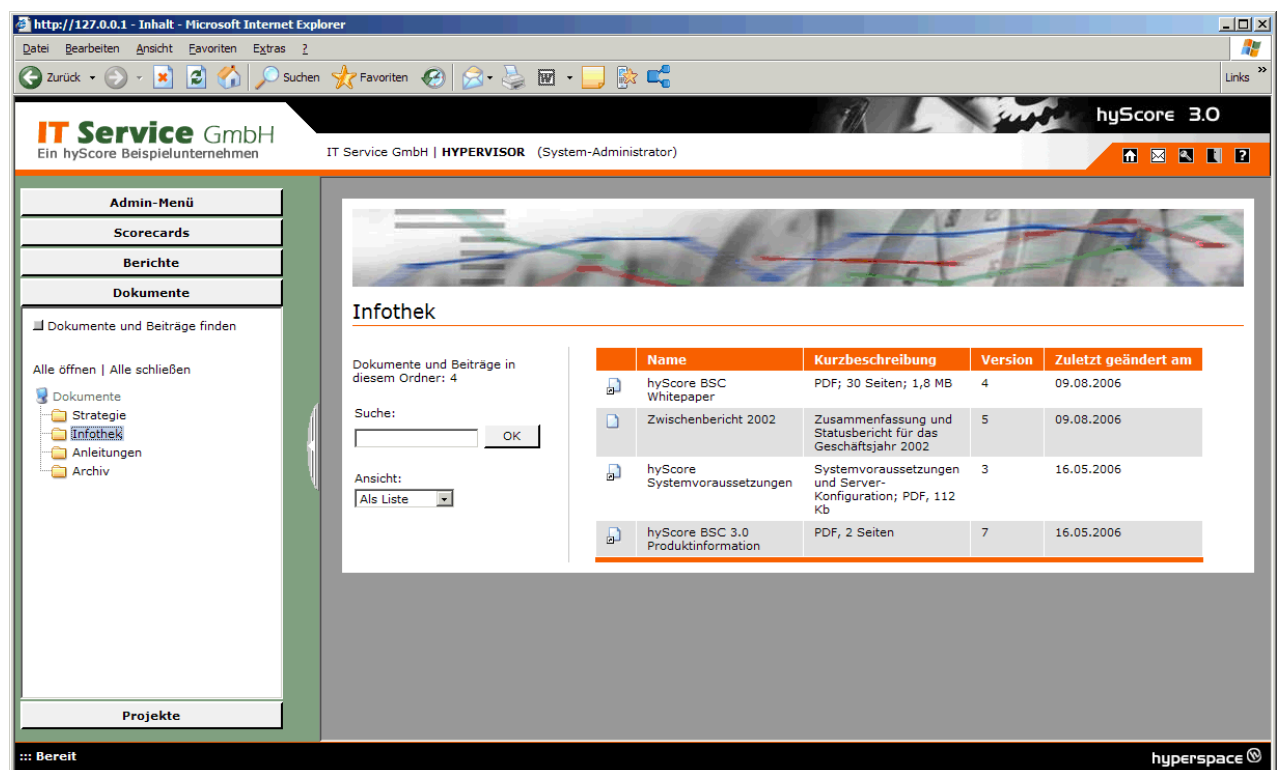 http://127.0.0.1 - Inhalt - Microsoft Internet Explorer
Datei Bearbeiten Ansicht Favoriten Extras ?
Zurück Suchen Favoriten Links »
IT Service GmbH
Ein hyScore Beispielunternehmen
hyScore 3.0
IT Service GmbH | HYPERVISOR (System-Administrator)
Admin-Menü
Scorecards
Berichte
Dokumente
Dokumente und Beiträge finden
Alle öffnen | Alle schließen
Dokumente
Strategie
Infothek
Anleitungen
Archiv
Projekte
Infothek
Dokumente und Beiträge in
diesem Ordner: 4
Suche:
OK
Ansicht:
Als Liste
Name Kurzbeschreibung Version Zuletzt geändert am
hyScore BSC PDF; 30 Seiten; 1,8 MB 4 09.08.2006
Whitepaper
Zwischenbericht 2002 Zusammenfassung und 5 09.08.2006
Statusbericht für das
Geschäftsjahr 2002
hyScore Systemvoraussetzungen 3 16.05.2006
Systemvoraussetzungen und Server-
Konfiguration; PDF, 112
Kb
hyScore BSC 3.0 PDF, 2 Seiten 7 16.05.2006
Produktinformation
::: Bereit
hyperspace